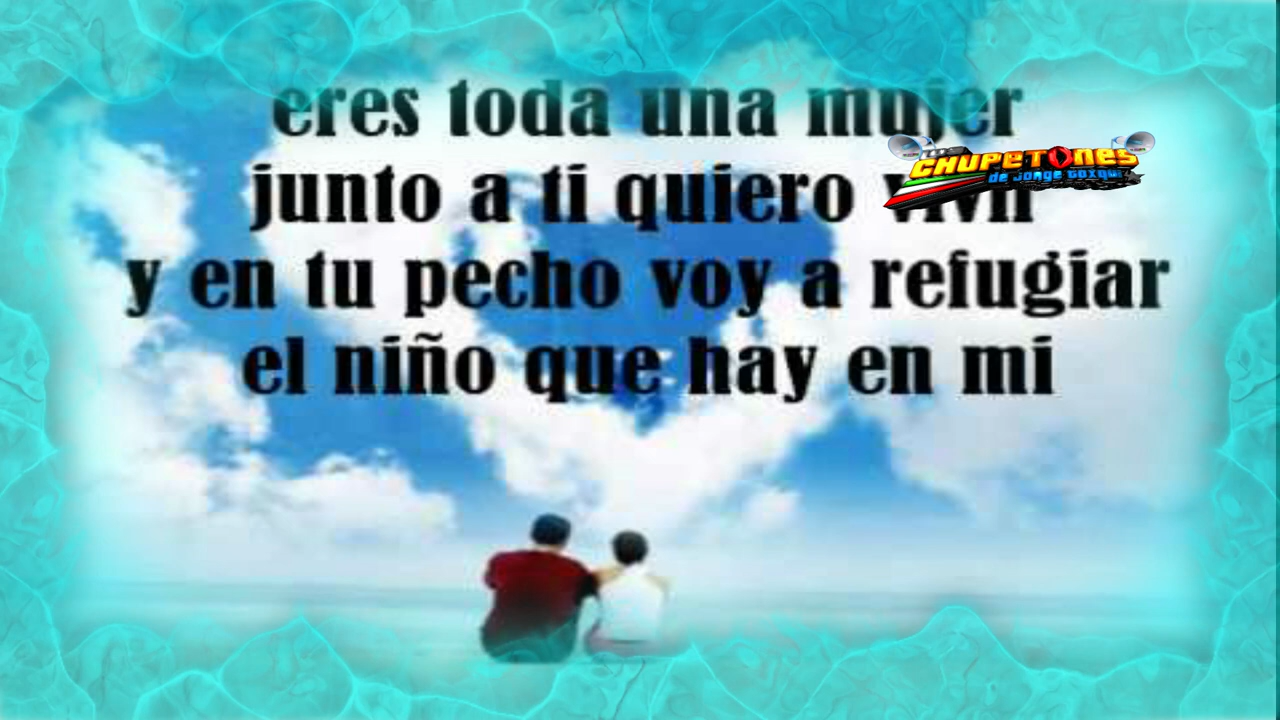 eres toda una mujer
junto a ti quiero vivir
y en tu pecho voy a refugiar
el niño que hay en mi
CHUPETONES
de Jorge